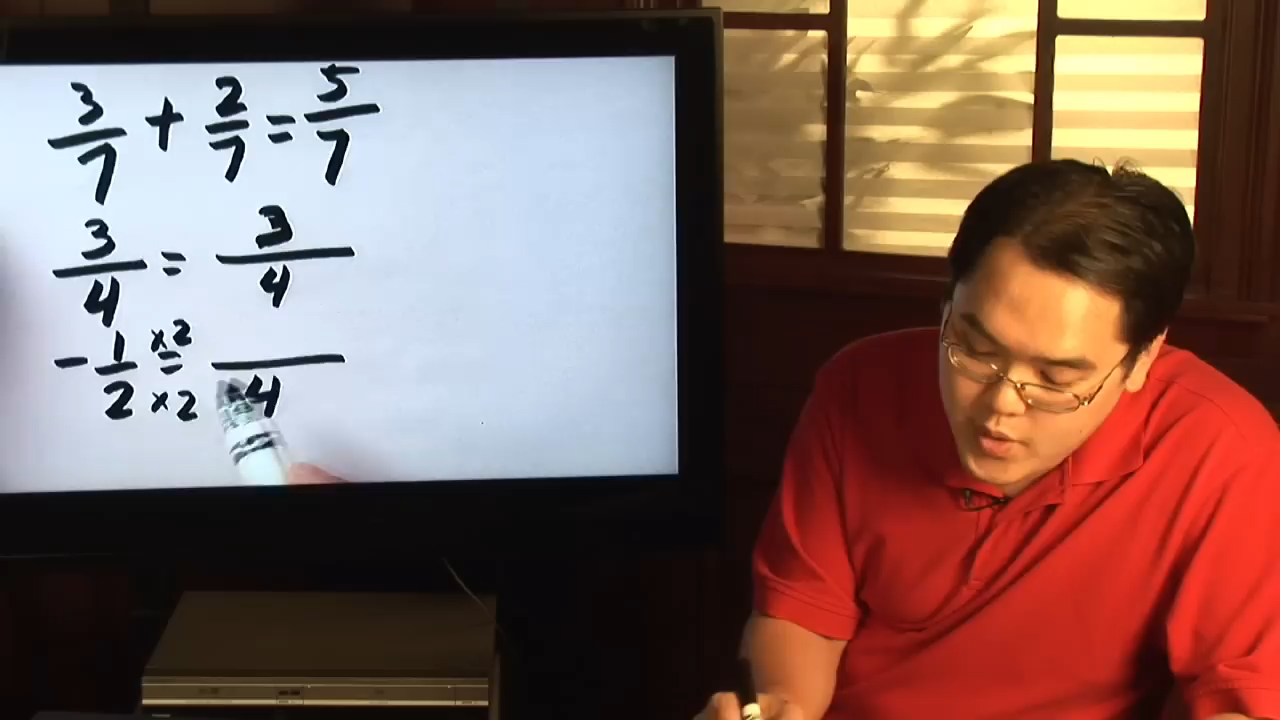 3/7 + 2/7 = 5/7
3/4 = 3/4
- 1/2 ×2 = ×2 /4